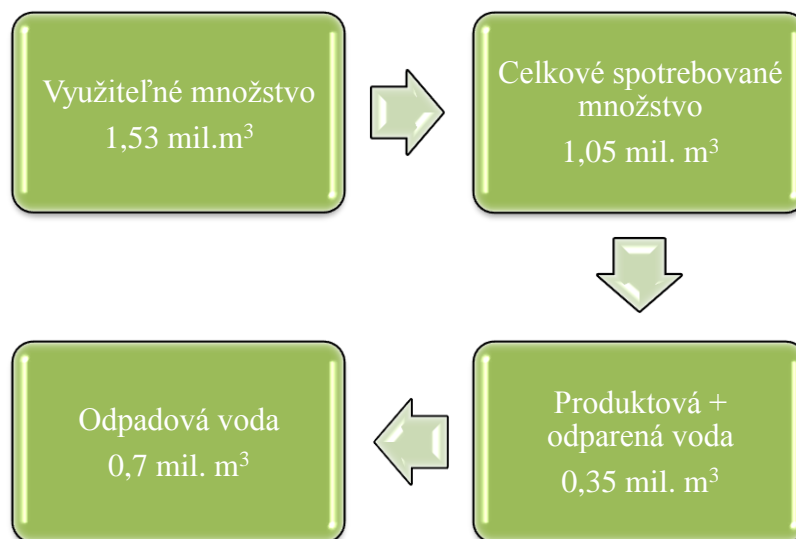 Využiteľné množstvo
1,53 mil.m³
Celkové spotrebované
množstvo
1,05 mil. m³
Produktová +
odparená voda
0,35 mil. m³
Odpadová voda
0,7 mil. m³